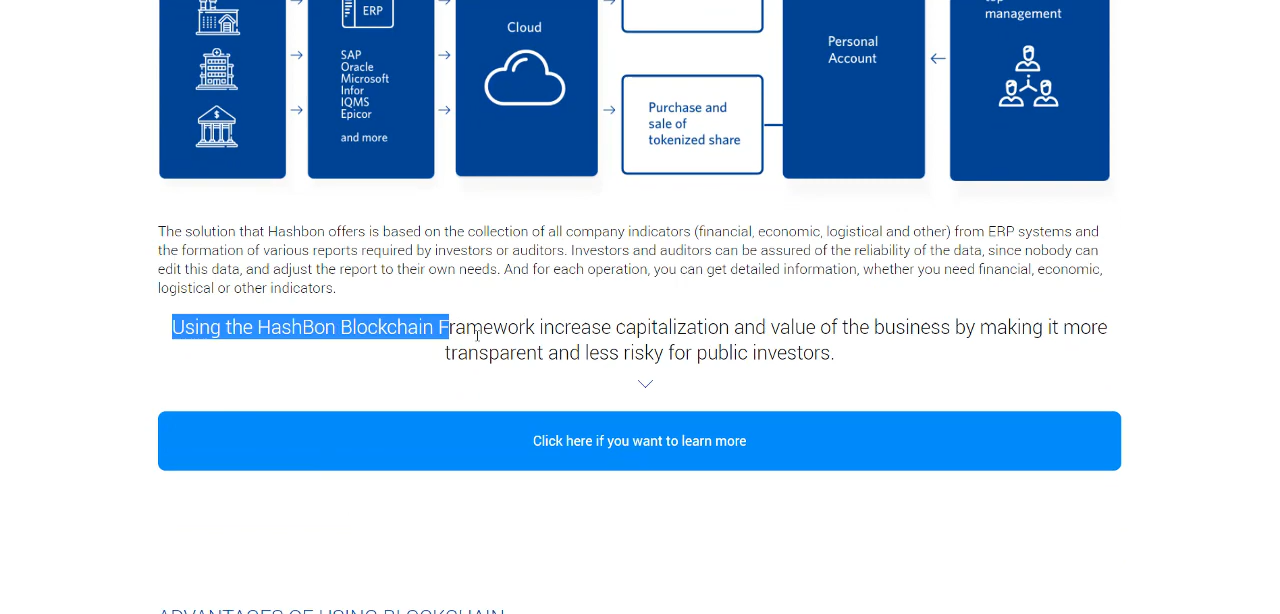 top
management
ERP
Cloud
Personal
Account
SAP
Oracle
Microsoft
Infor
IQMS
Epicor
and more
$
Purchase and
sale of
tokenized share
The solution that Hashbon offers is based on the collection of all company indicators (financial, economic, logistical and other) from ERP systems and
the formation of various reports required by investors or auditors. Investors and auditors can be assured of the reliability of the data, since nobody can
edit this data, and adjust the report to their own needs. And for each operation, you can get detailed information, whether you need financial, economic,
logistical or other indicators.
Using the HashBon Blockchain Framework increase capitalization and value of the business by making it more
transparent and less risky for public investors.
Click here if you want to learn more
ADVANTAGES OF USING BLOCKCHAIN